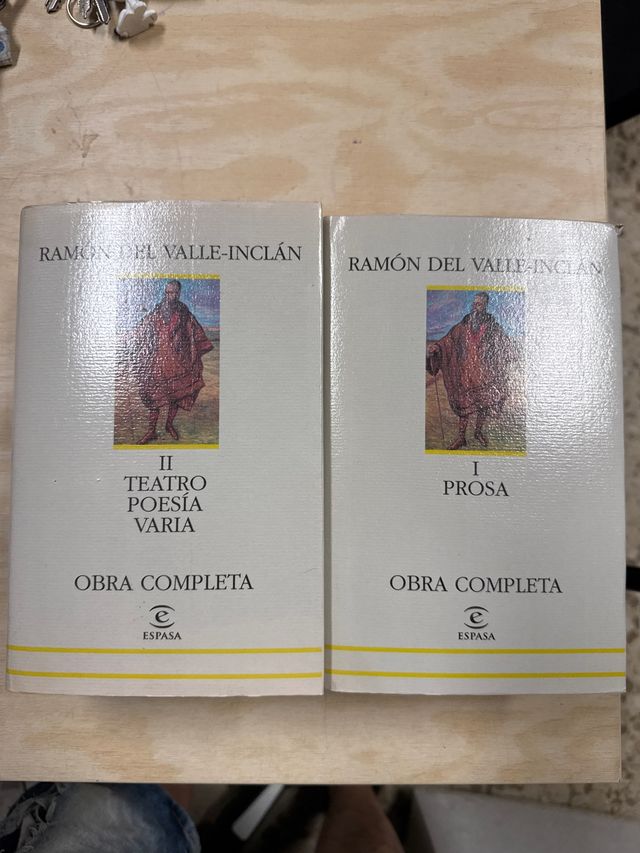 RAMÓN DEL VALLE-INCLÁN
II
TEATRO
POESÍA
VARIA
OBRA COMPLETA
e
ESPASA
RAMÓN DEL VALLE-INCLÁN
I
PROSA
OBRA COMPLETA
e
ESPASA